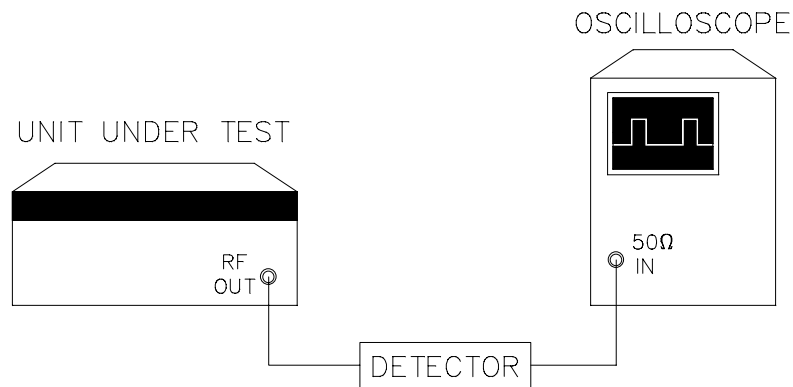 OSCILLOSCOPE
UNIT UNDER TEST
RF
OUT
50Ω
IN
DETECTOR